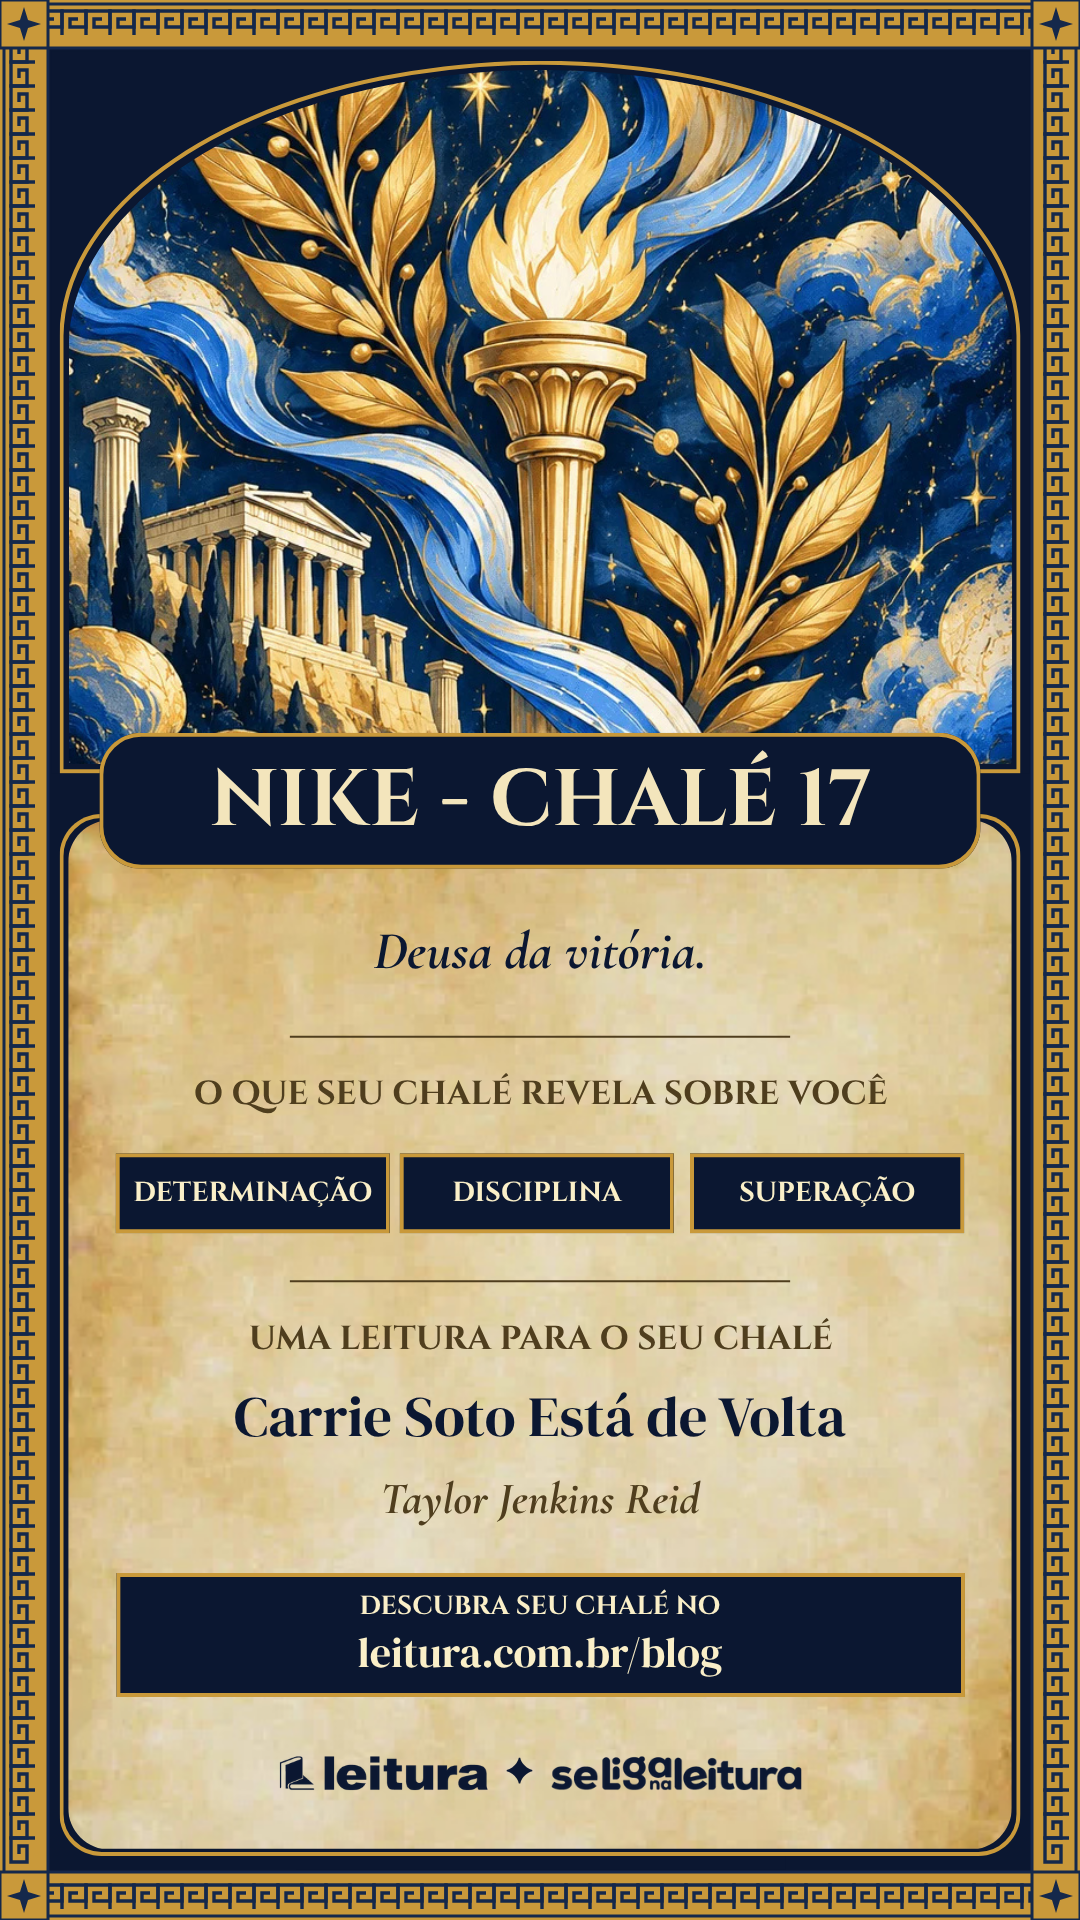 NIKE - CHALÉ 17
Deusa da vitória.
O QUE SEU CHALÉ REVELA SOBRE VOCÊ
DETERMINAÇÃO DISCIPLINA SUPERAÇÃO
UMA LEITURA PARA O SEU CHALÉ
Carrie Soto Está de Volta
Taylor Jenkins Reid
DESCUBRA SEU CHALÉ NO
leitura.com.br/blog
leitura seliganaleitura